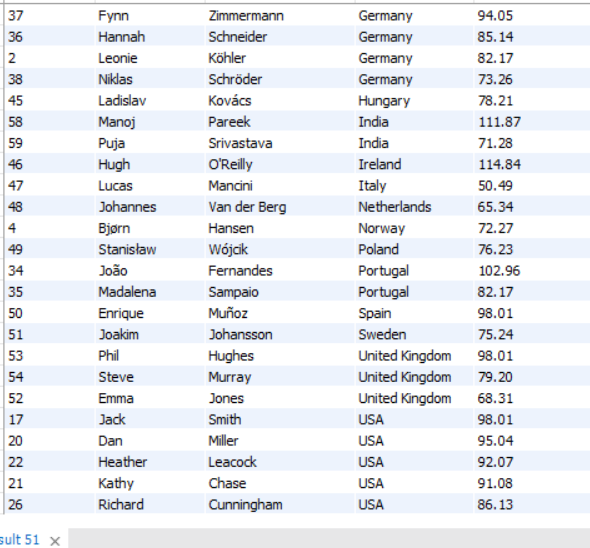 37 Fynn Zimmermann Germany 94.05
36 Hannah Schneider Germany 85.14
2 Leonie Köhler Germany 82.17
38 Niklas Schröder Germany 73.26
45 Ladislav Kovács Hungary 78.21
58 Manoj Pareek India 111.87
59 Puja Srivastava India 71.28
46 Hugh O'Reilly Ireland 114.84
47 Lucas Mancini Italy 50.49
48 Johannes Van der Berg Netherlands 65.34
4 Bjørn Hansen Norway 72.27
49 Stanisław Wójcik Poland 76.23
34 João Fernandes Portugal 102.96
35 Madalena Sampaio Portugal 82.17
50 Enrique Muñoz Spain 98.01
51 Joakim Johansson Sweden 75.24
53 Phil Hughes United Kingdom 98.01
54 Steve Murray United Kingdom 79.20
52 Emma Jones United Kingdom 68.31
17 Jack Smith USA 98.01
20 Dan Miller USA 95.04
22 Heather Leacock USA 92.07
21 Kathy Chase USA 91.08
26 Richard Cunningham USA 86.13
sult 51 ×